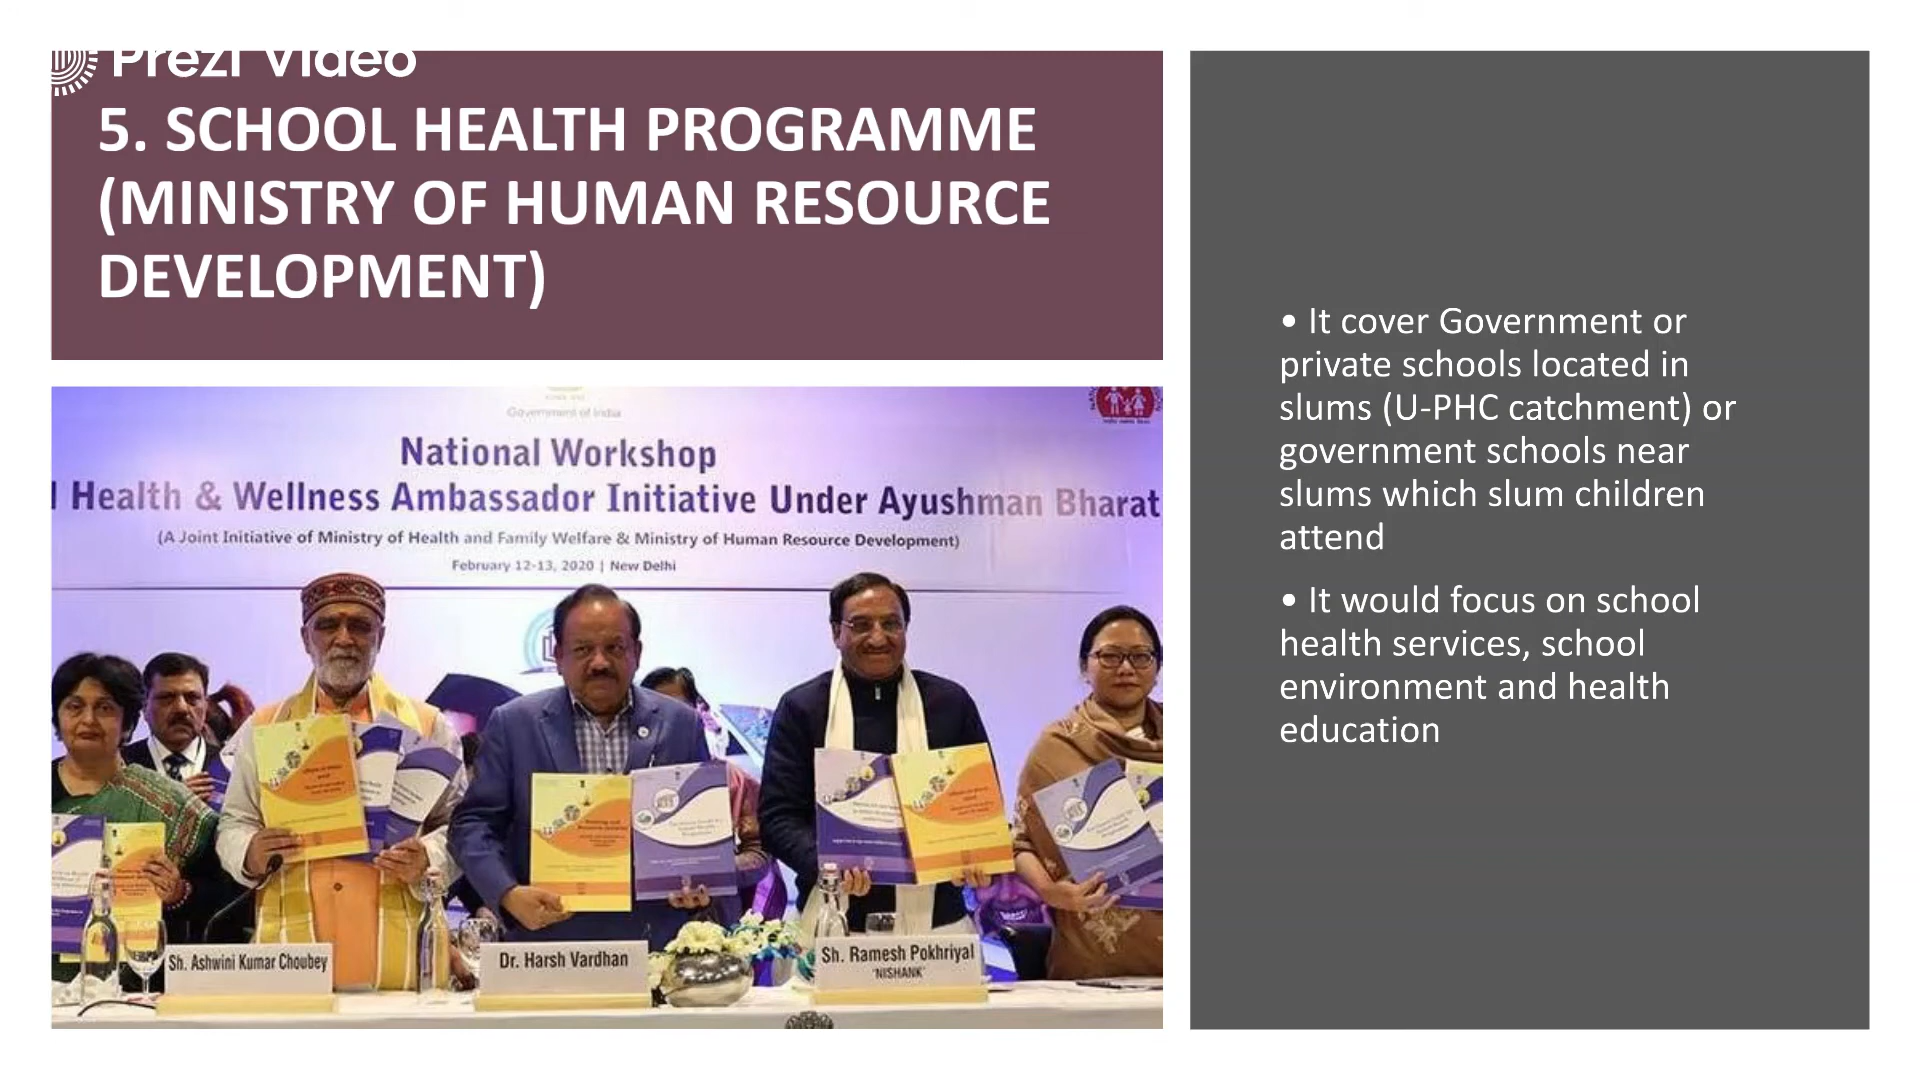 Prezi Video
5. SCHOOL HEALTH PROGRAMME
(MINISTRY OF HUMAN RESOURCE
DEVELOPMENT)
Government of India
National Workshop
Health & Wellness Ambassador Initiative Under Ayushman Bharat
(A Joint Initiative of Ministry of Health and Family Welfare & Ministry of Human Resource Development)
February 12-13, 2020 | New Delhi
Sh. Ashwini Kumar Choubey
Dr. Harsh Vardhan
Sh. Ramesh Pokhriyal
'NISHANK'
• It cover Government or
private schools located in
slums (U-PHC catchment) or
government schools near
slums which slum children
attend
• It would focus on school
health services, school
environment and health
education